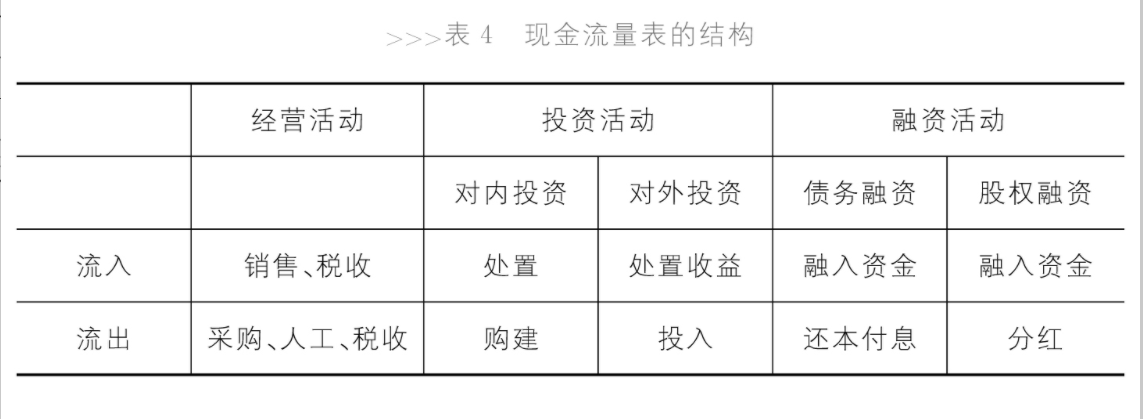 >>>表4 现金流量表的结构
经营活动 投资活动 融资活动
对内投资 对外投资 债务融资 股权融资
流入 销售、税收 处置 处置收益 融入资金 融入资金
流出 采购、人工、税收 购建 投入 还本付息 分红